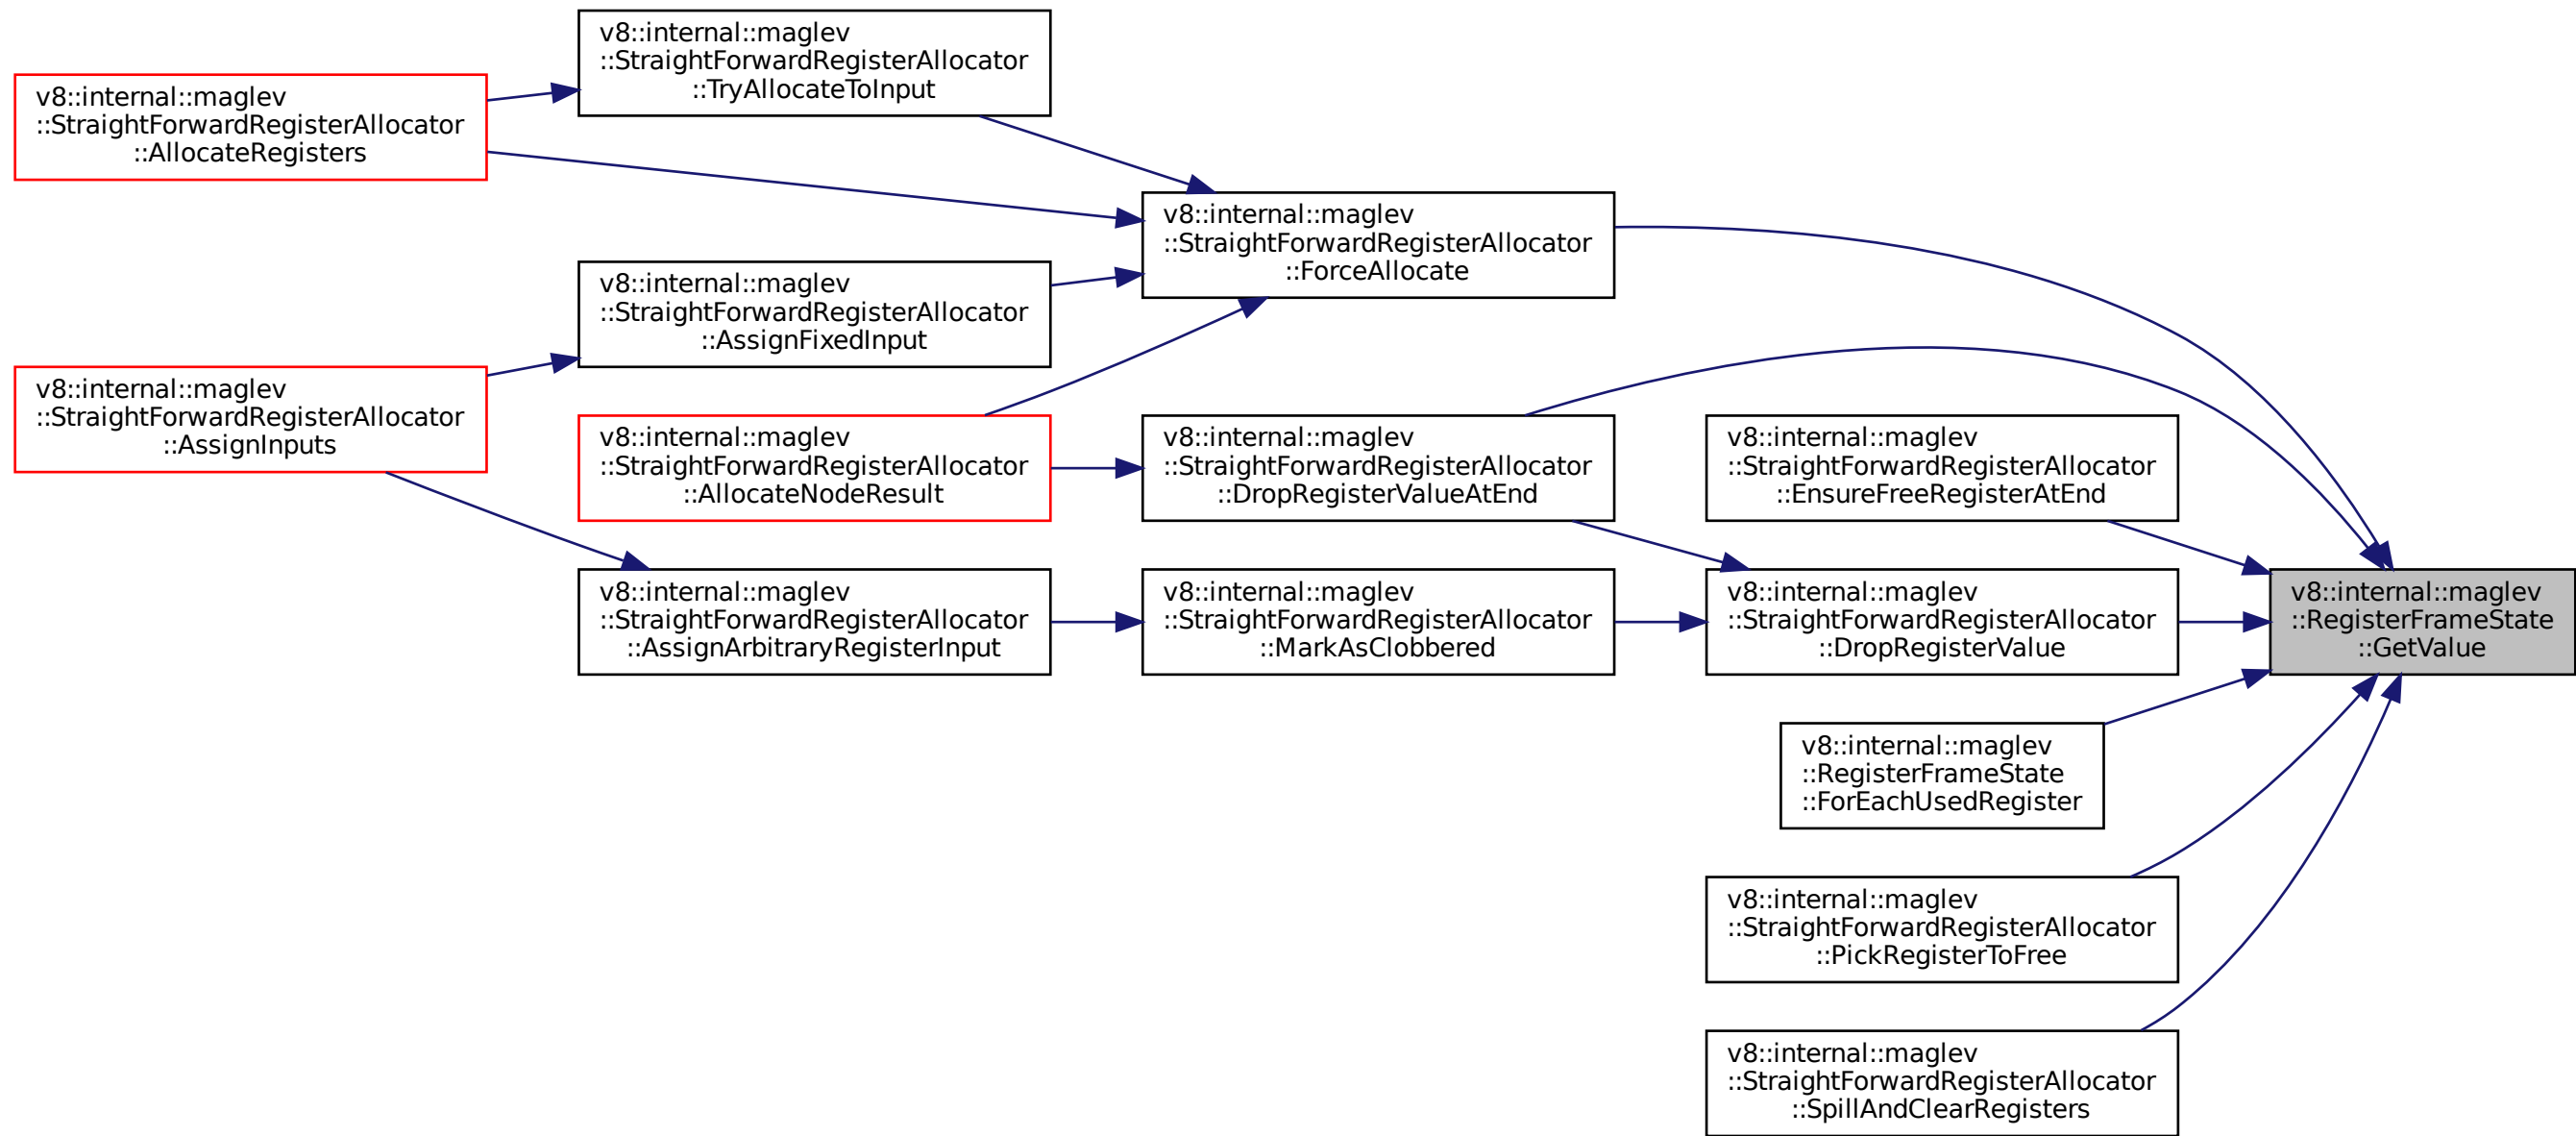 v8::internal::maglev
::StraightForwardRegisterAllocator
::TryAllocateToInput
v8::internal::maglev
::StraightForwardRegisterAllocator
::AllocateRegisters
v8::internal::maglev
::StraightForwardRegisterAllocator
::ForceAllocate
v8::internal::maglev
::StraightForwardRegisterAllocator
::AssignFixedInput
v8::internal::maglev
::StraightForwardRegisterAllocator
::AssignInputs
v8::internal::maglev
::StraightForwardRegisterAllocator
::AllocateNodeResult
v8::internal::maglev
::StraightForwardRegisterAllocator
::DropRegisterValueAtEnd
v8::internal::maglev
::StraightForwardRegisterAllocator
::EnsureFreeRegisterAtEnd
v8::internal::maglev
::StraightForwardRegisterAllocator
::AssignArbitraryRegisterInput
v8::internal::maglev
::StraightForwardRegisterAllocator
::MarkAsClobbered
v8::internal::maglev
::StraightForwardRegisterAllocator
::DropRegisterValue
v8::internal::maglev
::RegisterFrameState
::GetValue
v8::internal::maglev
::RegisterFrameState
::ForEachUsedRegister
v8::internal::maglev
::StraightForwardRegisterAllocator
::PickRegisterToFree
v8::internal::maglev
::StraightForwardRegisterAllocator
::SpillAndClearRegisters